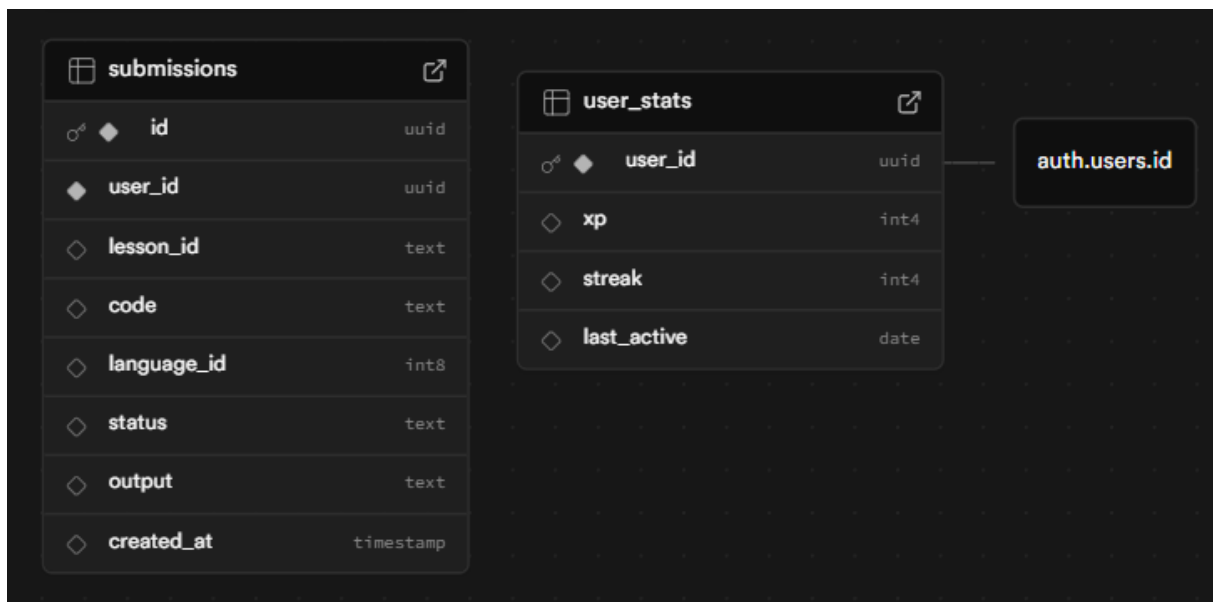 submissions
id uuid
user_id uuid
lesson_id text
code text
language_id int8
status text
output text
created_at timestamp
user_stats
user_id uuid
xp int4
streak int4
last_active date
auth.users.id